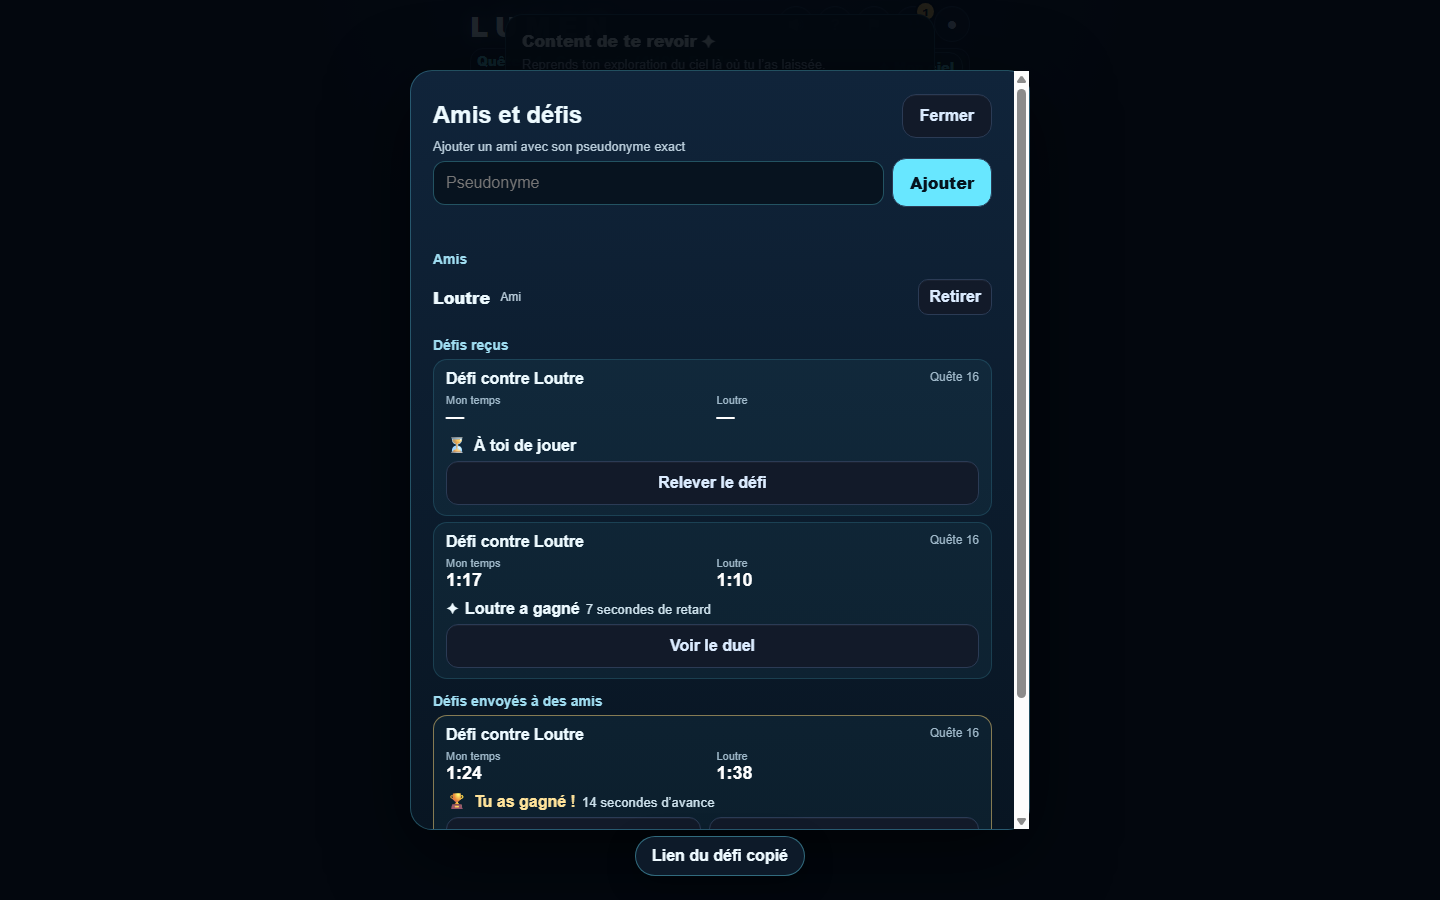 Content de te revoir ✦
Reprends ton exploration du ciel là où tu l'as laissée.
Amis et défis
Fermer
Ajouter un ami avec son pseudonyme exact
Pseudonyme
Ajouter
Amis
Loutre Ami
Retirer
Défis reçus
Défi contre Loutre
Quête 16
Mon temps
Loutre
—
—
⏳ À toi de jouer
Relever le défi
Défi contre Loutre
Quête 16
Mon temps
Loutre
1:17
1:10
✦ Loutre a gagné 7 secondes de retard
Voir le duel
Défis envoyés à des amis
Défi contre Loutre
Quête 16
Mon temps
Loutre
1:24
1:38
🏆 Tu as gagné ! 14 secondes d'avance
Lien du défi copié